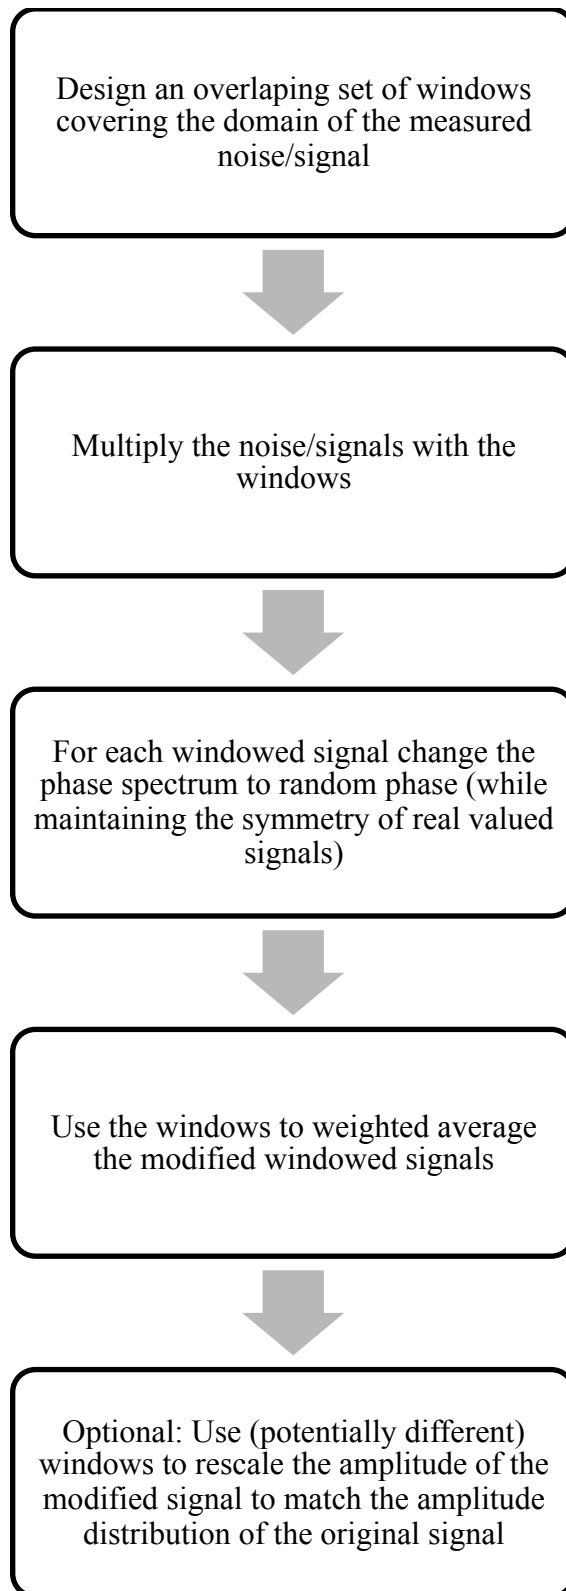 Design an overlaping set of windows
covering the domain of the measured
noise/signal
Multiply the noise/signals with the
windows
For each windowed signal change the
phase spectrum to random phase (while
maintaining the symmetry of real valued
signals)
Use the windows to weighted average
the modified windowed signals
Optional: Use (potentially different)
windows to rescale the amplitude of the
modified signal to match the amplitude
distribution of the original signal